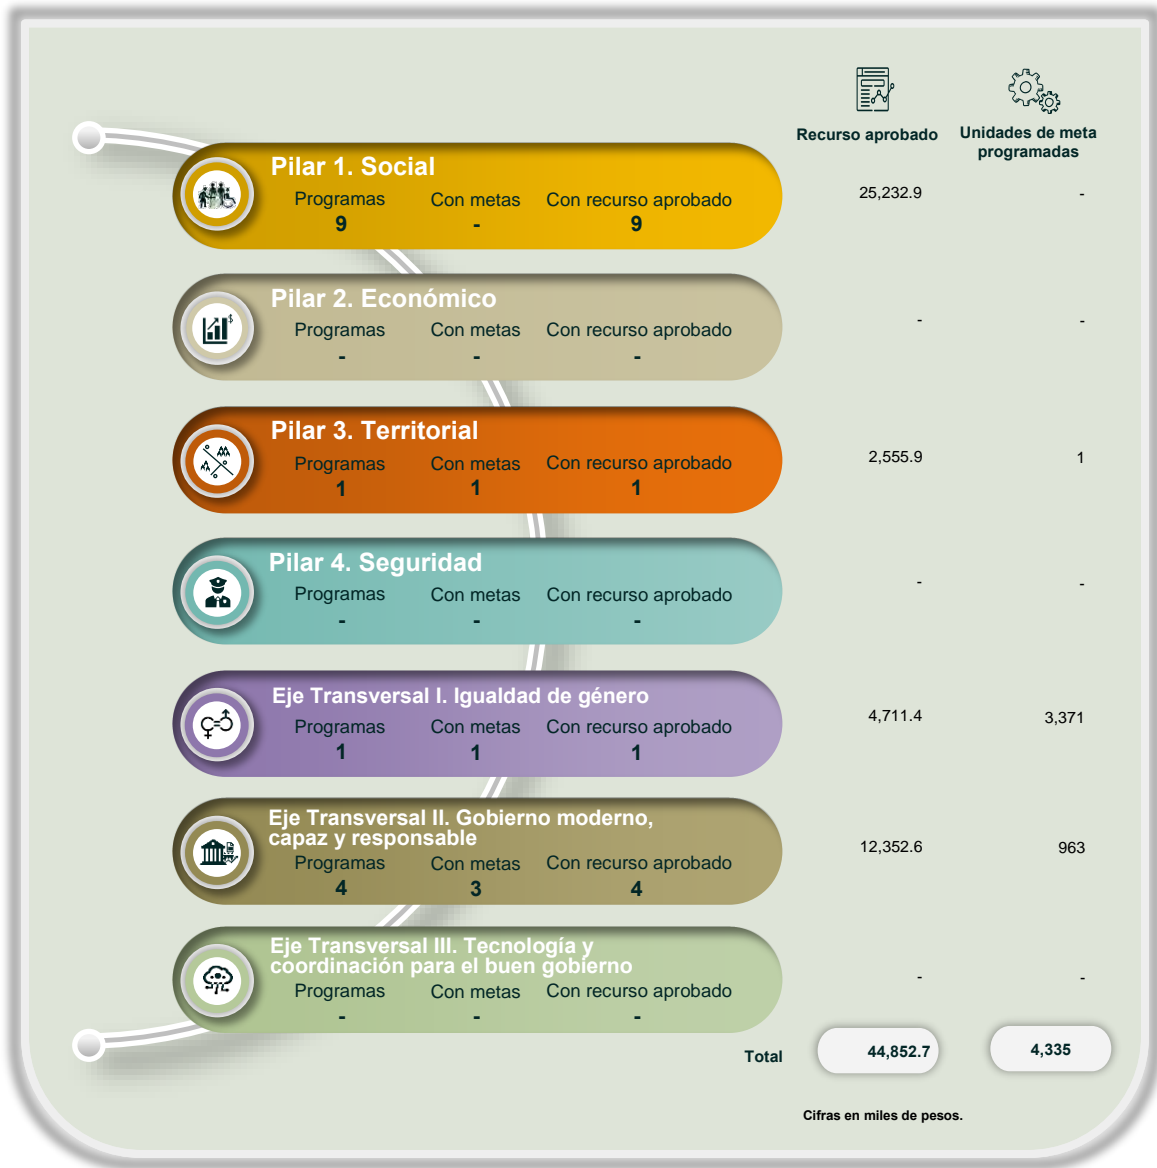 Recurso aprobado
Unidades de meta
programadas
Pilar 1. Social
Programas Con metas Con recurso aprobado
9 - 9
25,232.9 -
Pilar 2. Económico
Programas Con metas Con recurso aprobado
- - -
- -
Pilar 3. Territorial
Programas Con metas Con recurso aprobado
1 1 1
2,555.9 1
Pilar 4. Seguridad
Programas Con metas Con recurso aprobado
- - -
- -
Eje Transversal I. Igualdad de género
Programas Con metas Con recurso aprobado
1 1 1
4,711.4 3,371
Eje Transversal II. Gobierno moderno,
capaz y responsable
Programas Con metas Con recurso aprobado
4 3 4
12,352.6 963
Eje Transversal III. Tecnología y
coordinación para el buen gobierno
Programas Con metas Con recurso aprobado
- - -
- -
Total 44,852.7 4,335
Cifras en miles de pesos.